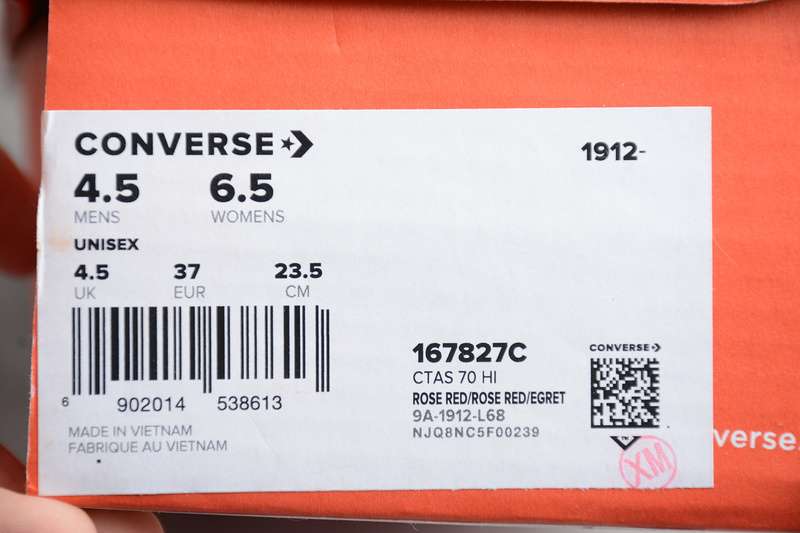 CONVERSE
1912-
4.5 6.5
MENS WOMENS
UNISEX
4.5 37 23.5
UK EUR CM
6 902014 538613
MADE IN VIETNAM
FABRIQUE AU VIETNAM
167827C
CTAS 70 HI
ROSE RED/ROSE RED/EGRET
9A-1912-L68
NJQ8NC5F00239
CONVERSE
XM
verse.